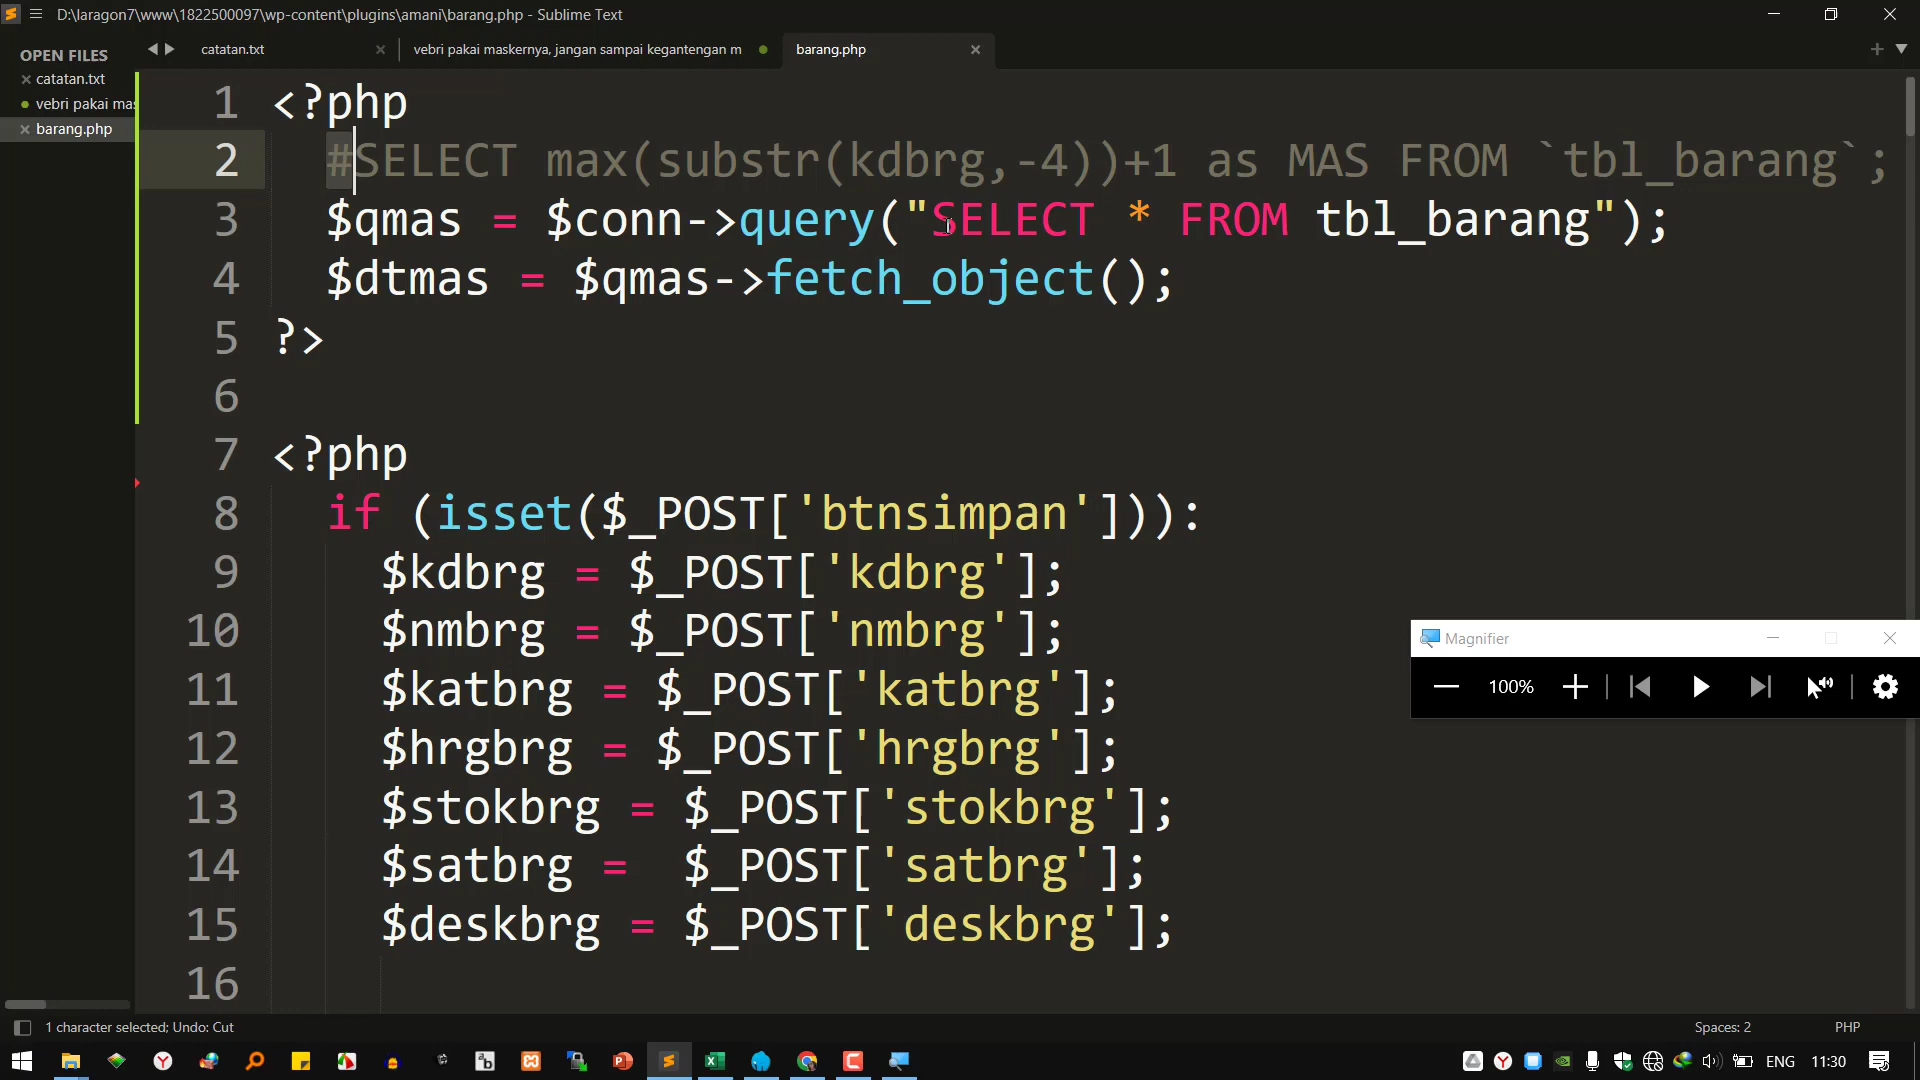 D:\laragon7\www\1822500097\wp-content\plugins\amani\barang.php - Sublime Text
OPEN FILES
catatan.txt
vebri pakai mas
barang.php
catatan.txt
vebri pakai maskernya, jangan sampai kegantengan m
barang.php
1 <?php
2 #SELECT max(substr(kdbrg,-4))+1 as MAS FROM `tbl_barang`;
3 $qmas = $conn->query("SELECT * FROM tbl_barang");
4 $dtmas = $qmas->fetch_object();
5 ?>
6
7 <?php
8 if (isset($_POST['btnsimpan'])):
9 $kdbrg = $_POST['kdbrg'];
10 $nmbrg = $_POST['nmbrg'];
11 $katbrg = $_POST['katbrg'];
12 $hrgbrg = $_POST['hrgbrg'];
13 $stokbrg = $_POST['stokbrg'];
14 $satbrg =  $_POST['satbrg'];
15 $deskbrg = $_POST['deskbrg'];
16
Magnifier
100%
1 character selected; Undo: Cut
Spaces: 2
PHP
ENG
11:30